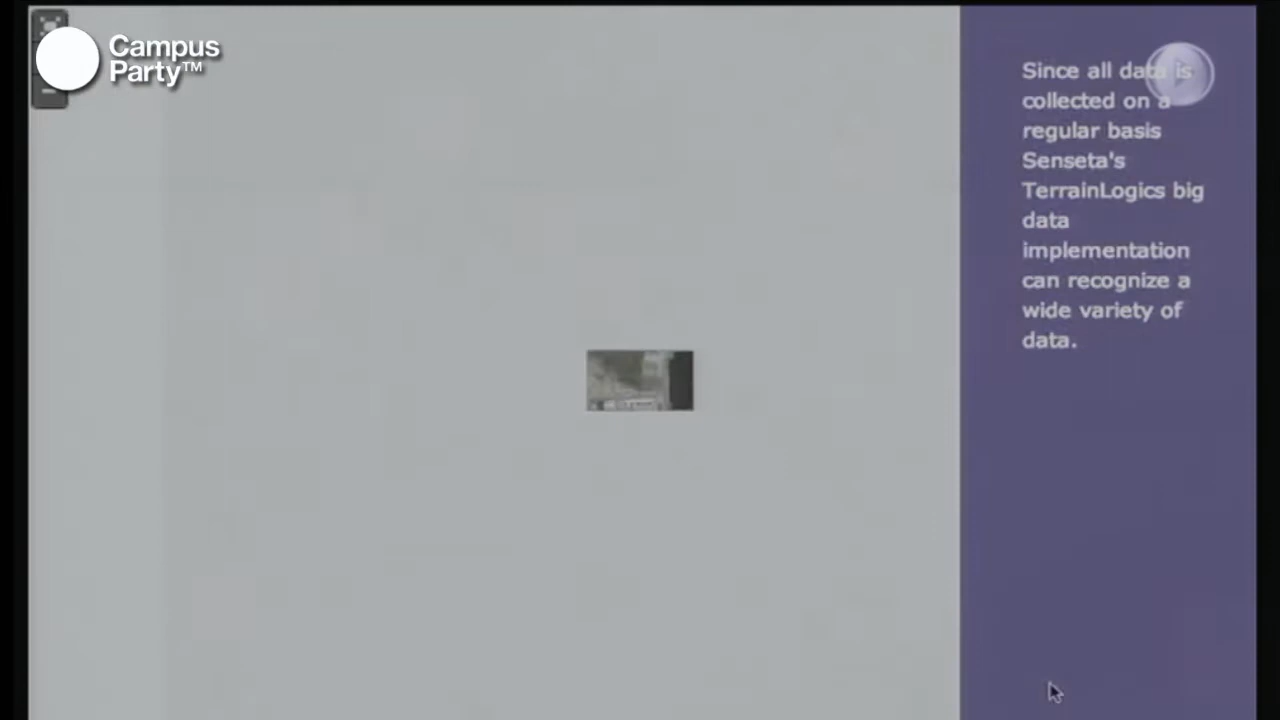 Campus
Party™
Since all data is
collected on a
regular basis
Senseta's
TerrainLogics big
data
implementation
can recognize a
wide variety of
data.